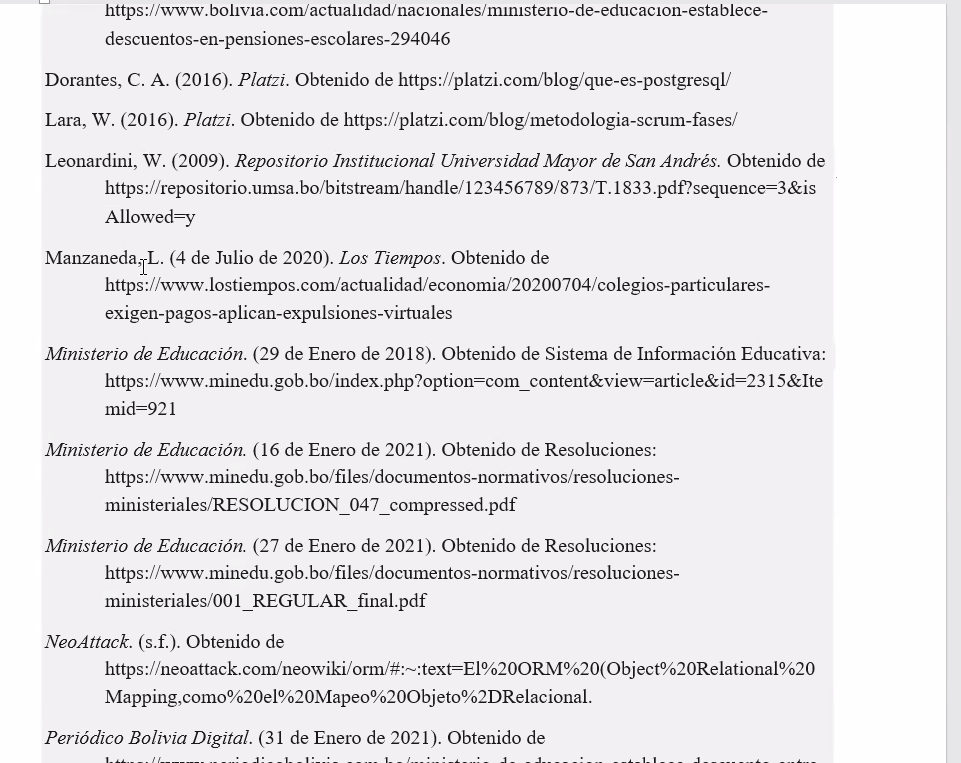 https://www.bolivia.com/actualidad/nacionales/ministerio-de-educacion-establece-
descuentos-en-pensiones-escolares-294046
Dorantes, C. A. (2016). Platzi. Obtenido de https://platzi.com/blog/que-es-postgresql/
Lara, W. (2016). Platzi. Obtenido de https://platzi.com/blog/metodologia-scrum-fases/
Leonardini, W. (2009). Repositorio Institucional Universidad Mayor de San Andrés. Obtenido de
https://repositorio.umsa.bo/bitstream/handle/123456789/873/T.1833.pdf?sequence=3&is
Allowed=y
Manzaneda, L. (4 de Julio de 2020). Los Tiempos. Obtenido de
https://www.lostiempos.com/actualidad/economia/20200704/colegios-particulares-
exigen-pagos-aplican-expulsiones-virtuales
Ministerio de Educación. (29 de Enero de 2018). Obtenido de Sistema de Información Educativa:
https://www.minedu.gob.bo/index.php?option=com_content&view=article&id=2315&Ite
mid=921
Ministerio de Educación. (16 de Enero de 2021). Obtenido de Resoluciones:
https://www.minedu.gob.bo/files/documentos-normativos/resoluciones-
ministeriales/RESOLUCION_047_compressed.pdf
Ministerio de Educación. (27 de Enero de 2021). Obtenido de Resoluciones:
https://www.minedu.gob.bo/files/documentos-normativos/resoluciones-
ministeriales/001_REGULAR_final.pdf
NeoAttack. (s.f.). Obtenido de
https://neoattack.com/neowiki/orm/#:~:text=El%20ORM%20(Object%20Relational%20
Mapping,como%20el%20Mapeo%20Objeto%2DRelacional.
Periódico Bolivia Digital. (31 de Enero de 2021). Obtenido de